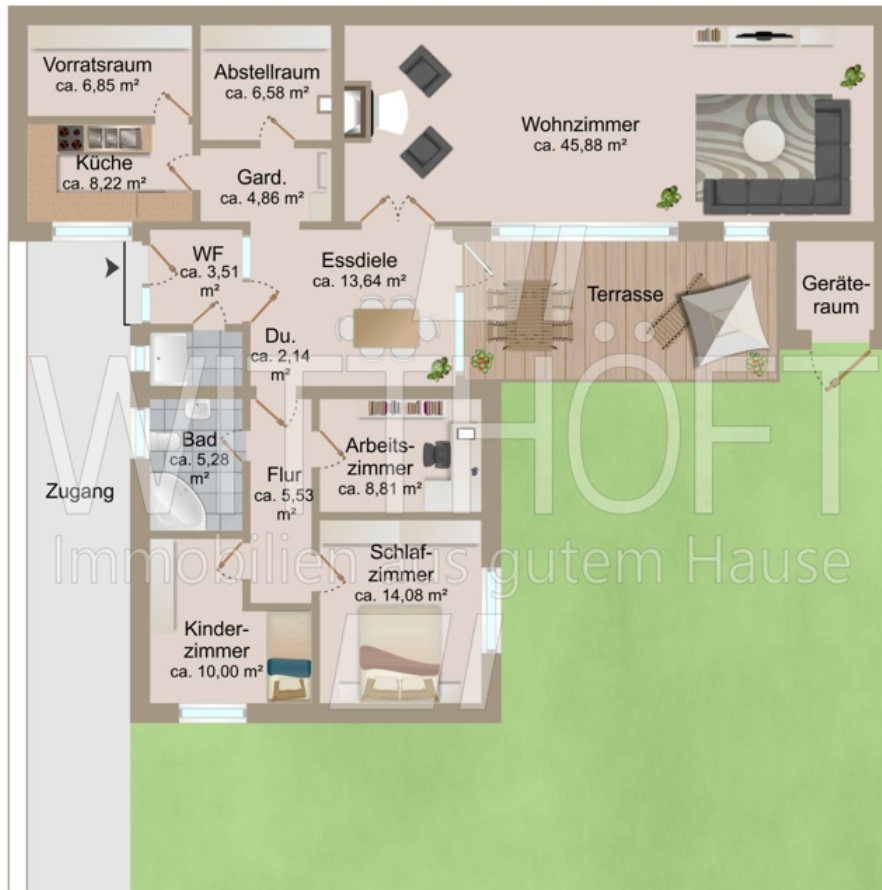 Vorratsraum
ca. 6,85 m²
Abstellraum
ca. 6,58 m²
Wohnzimmer
ca. 45,88 m²
Küche
ca. 8,22 m²
Gard.
ca. 4,86 m²
WF
ca. 3,51
m²
Essdiele
ca. 13,64 m²
Terrasse
Geräte-
raum
Du.
ca. 2,14
m²
Bad
ca. 5,28
m²
Flur
ca. 5,53
m²
Arbeits-
zimmer
ca. 8,81 m²
Zugang
Schlaf-
zimmer
ca. 14,08 m²
Kinder-
zimmer
ca. 10,00 m²
WITTHÖFT
Immobilien aus gutem Hause